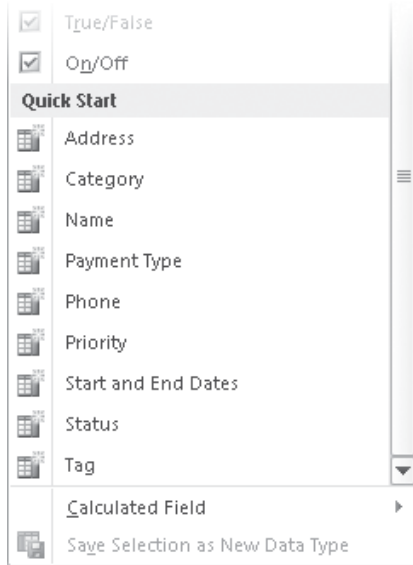 True/False
On/Off
Quick Start
Address
Category
Name
Payment Type
Phone
Priority
Start and End Dates
Status
Tag
Calculated Field
Save Selection as New Data Type